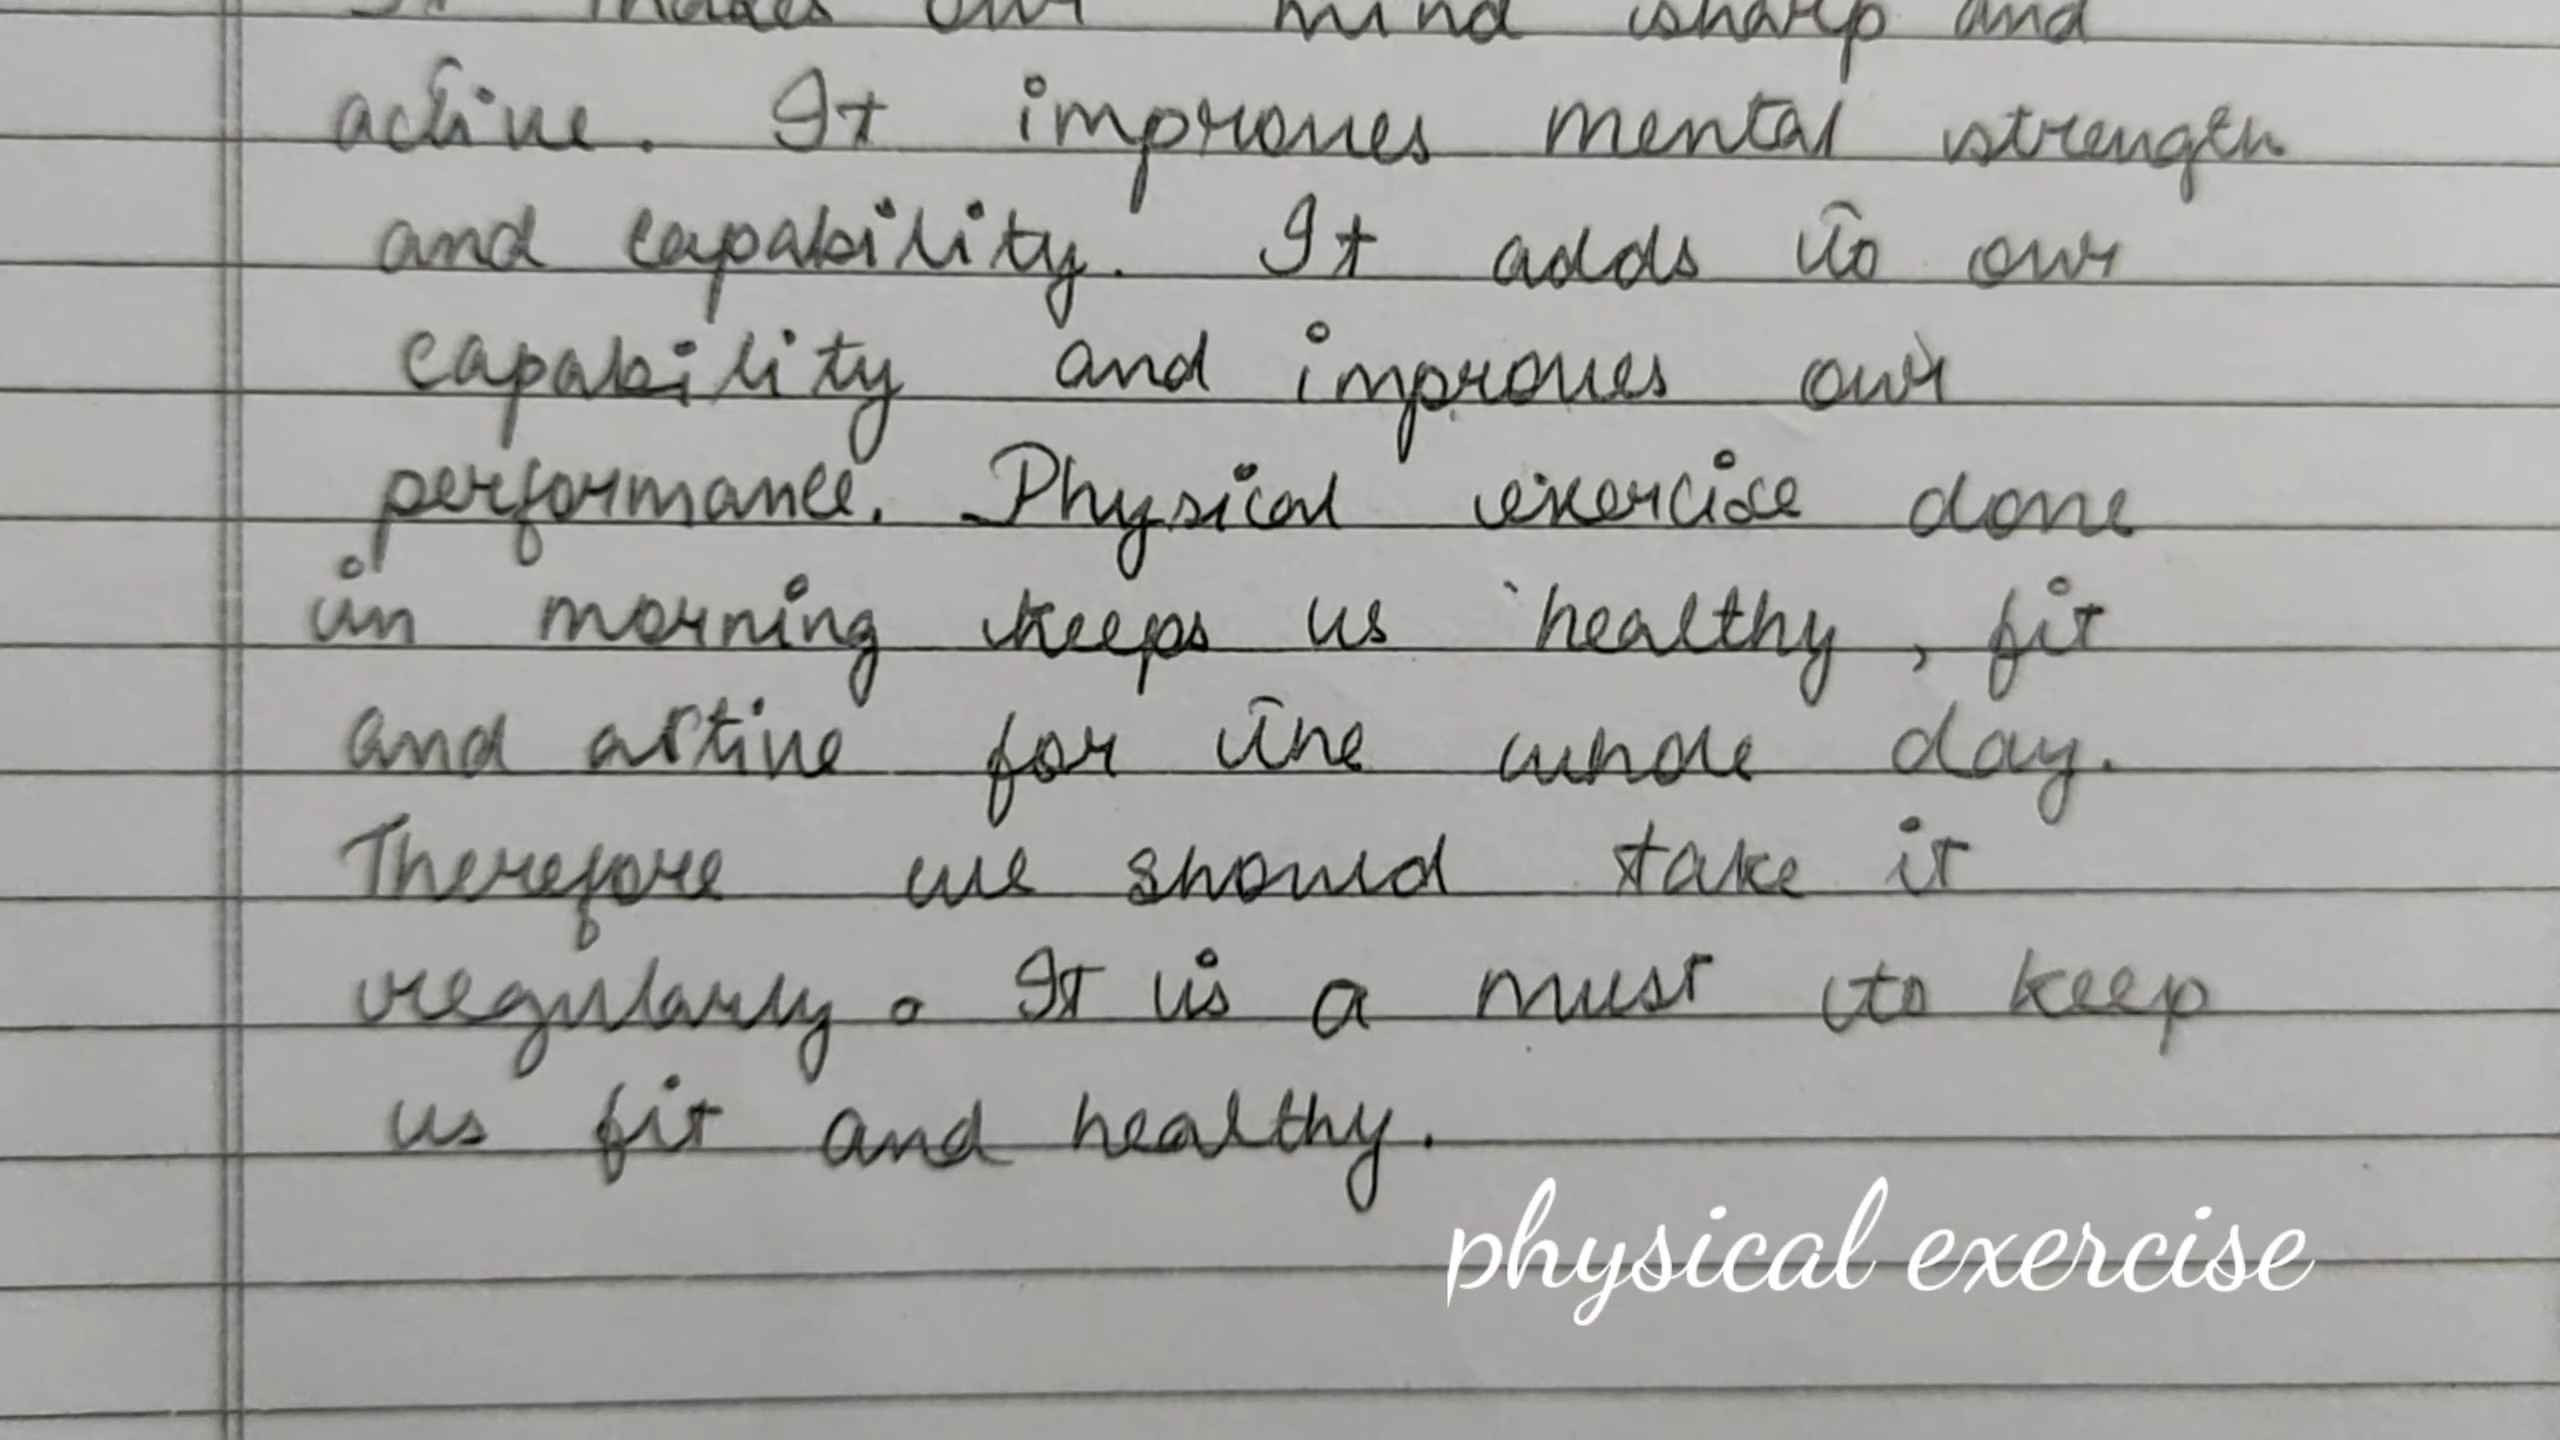 It makes our mind sharp and
active. It improves mental strength
and capability. It adds to our
capability and improves our
performance. Physical exercise done
in morning keeps us healthy, fit
and active for the whole day.
Therefore we should take it
regularly. It is a must to keep
us fit and healthy.
physical exercise